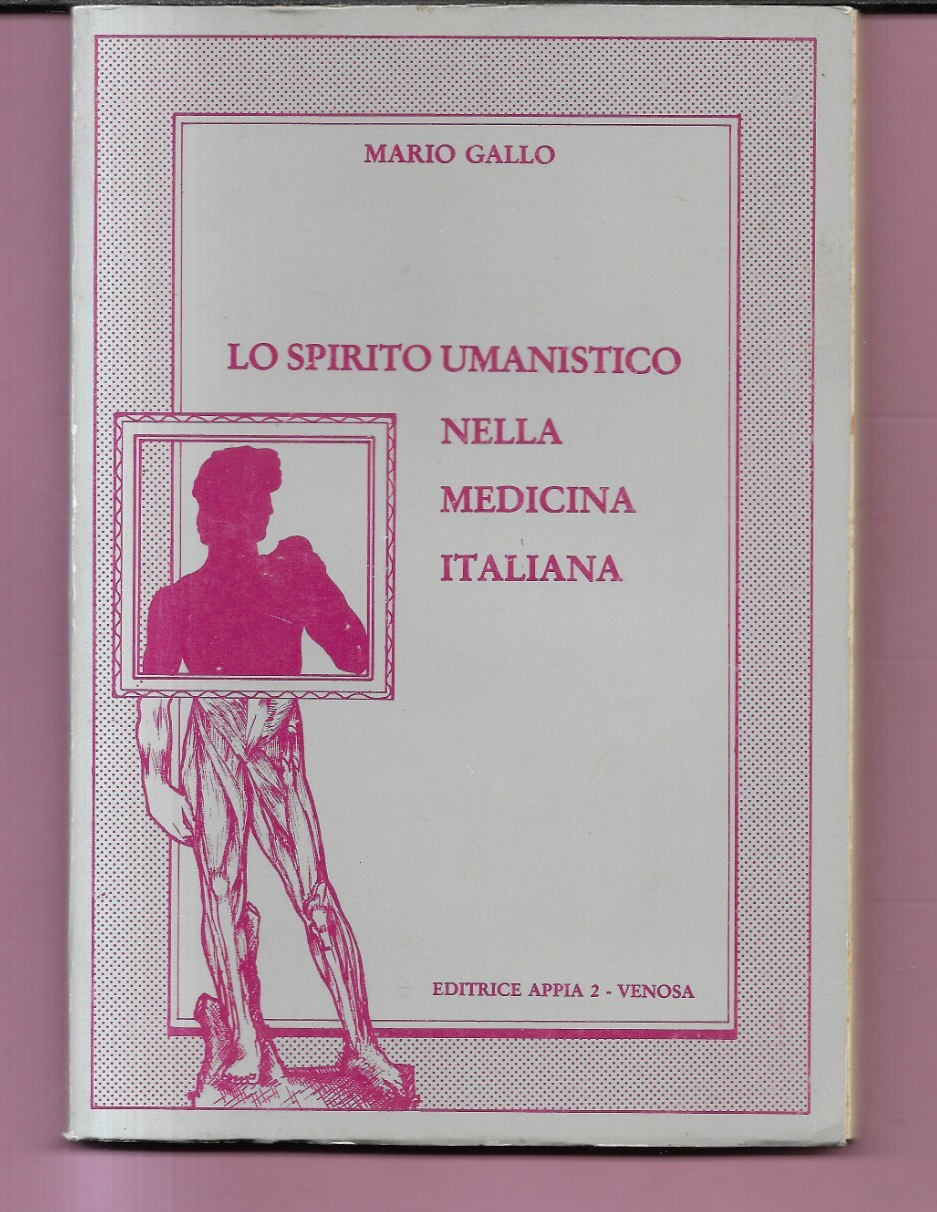 MARIO GALLO
LO SPIRITO UMANISTICO
NELLA
MEDICINA
ITALIANA
EDITRICE APPIA 2 - VENOSA